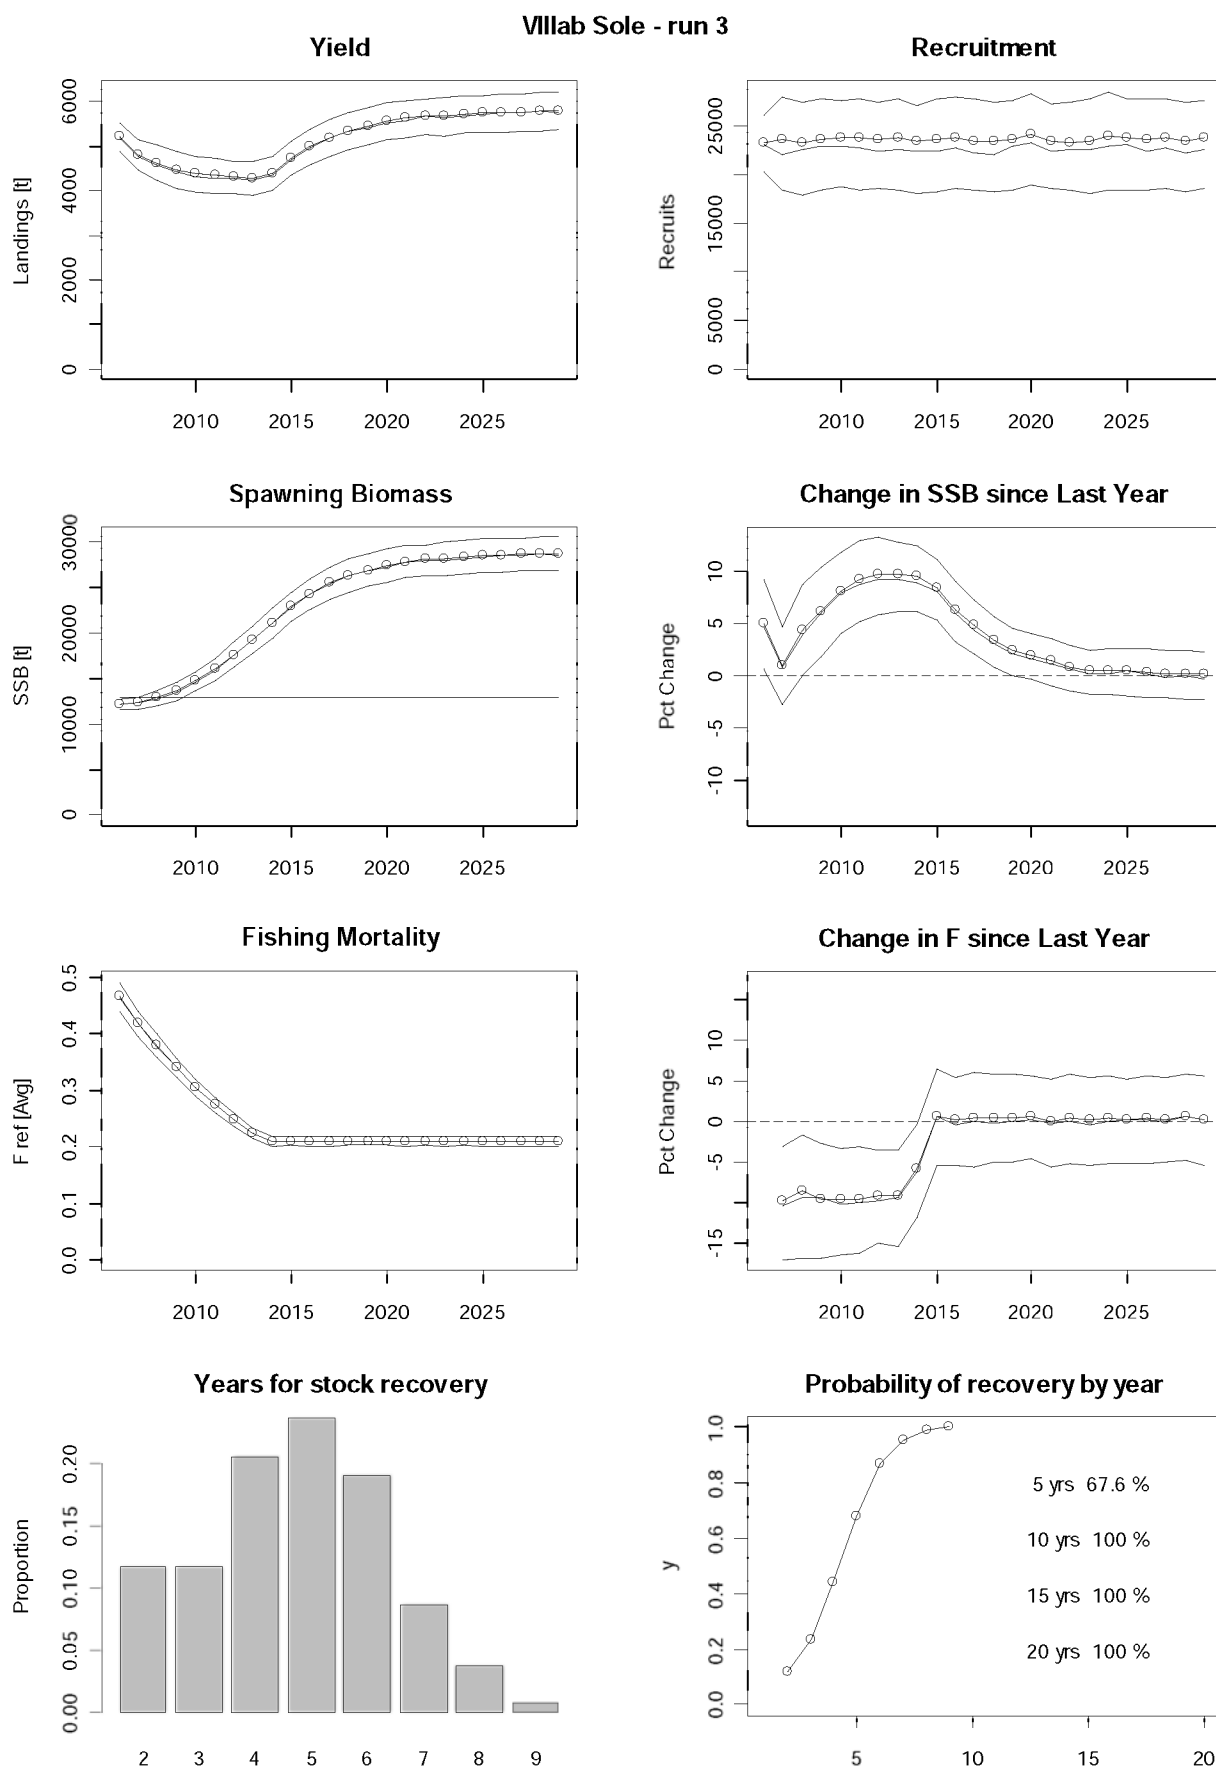 VIIIab Sole - run 3
Yield
Landings [t]
6000
4000
2000
0
2010 2015 2020 2025
Recruitment
Recruits
25000
15000
5000
0
2010 2015 2020 2025
Spawning Biomass
SSB [t]
30000
20000
10000
0
2010 2015 2020 2025
Change in SSB since Last Year
Pct Change
10
5
0
-5
-10
2010 2015 2020 2025
Fishing Mortality
F ref [Avg]
0.5
0.4
0.3
0.2
0.1
0.0
2010 2015 2020 2025
Change in F since Last Year
Pct Change
10
5
0
-5
-15
2010 2015 2020 2025
Years for stock recovery
Proportion
0.20
0.15
0.10
0.05
0.00
2 3 4 5 6 7 8 9
Probability of recovery by year
y
1.0
0.8
0.6
0.4
0.2
0.0
5 yrs 67.6 %
10 yrs 100 %
15 yrs 100 %
20 yrs 100 %
5 10 15 20